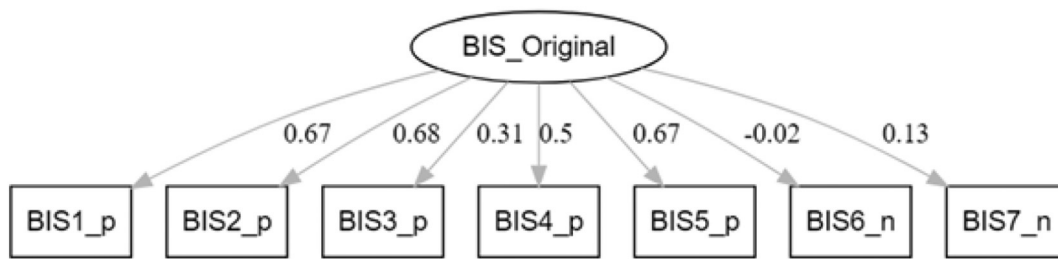 BIS_Original
0.67 0.68 0.31 0.5 0.67 -0.02 0.13
BIS1_p BIS2_p BIS3_p BIS4_p BIS5_p BIS6_n BIS7_n